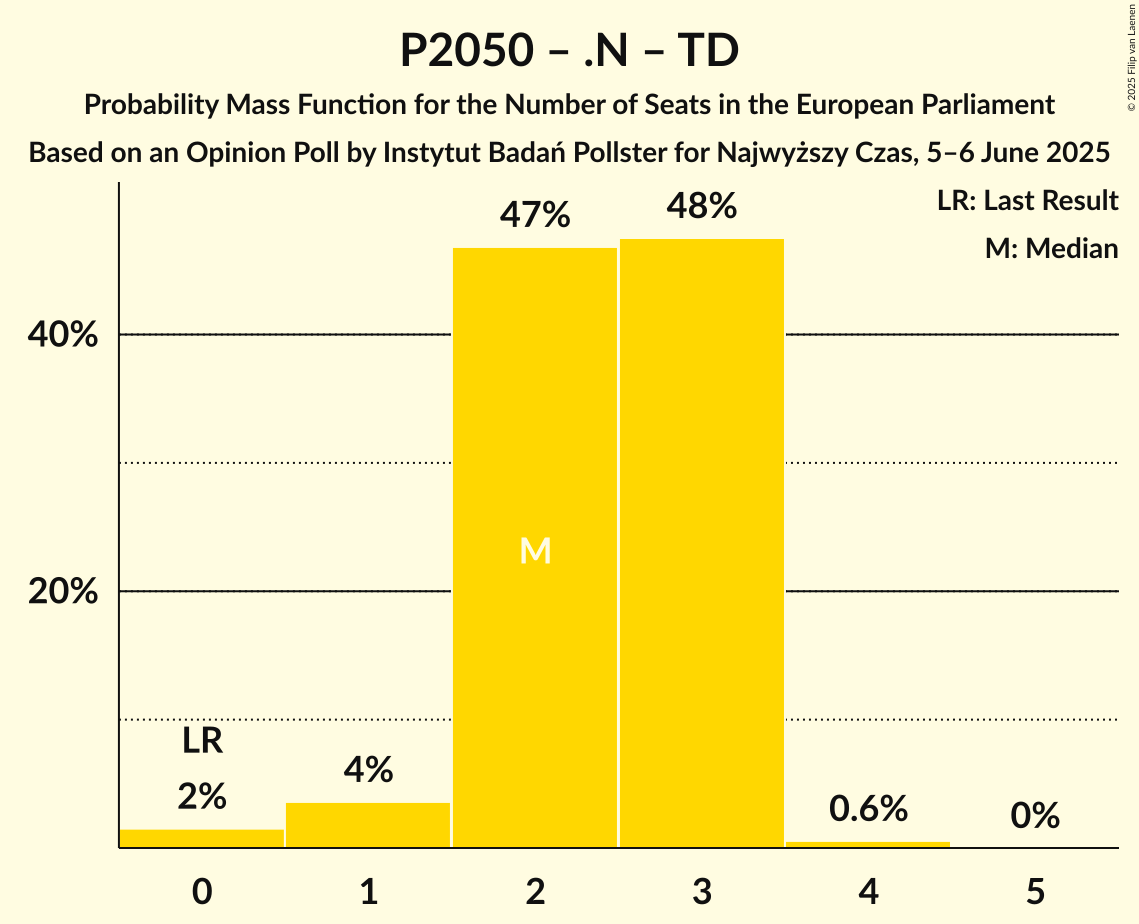 P2050 – .N – TD
Probability Mass Function for the Number of Seats in the European Parliament
Based on an Opinion Poll by Instytut Badań Pollster for Najwyższy Czas, 5–6 June 2025
© 2025 Filip van Laenen
LR: Last Result
M: Median
47%
48%
40%
M
20%
LR
2%
4%
0.6%
0%
0
1
2
3
4
5